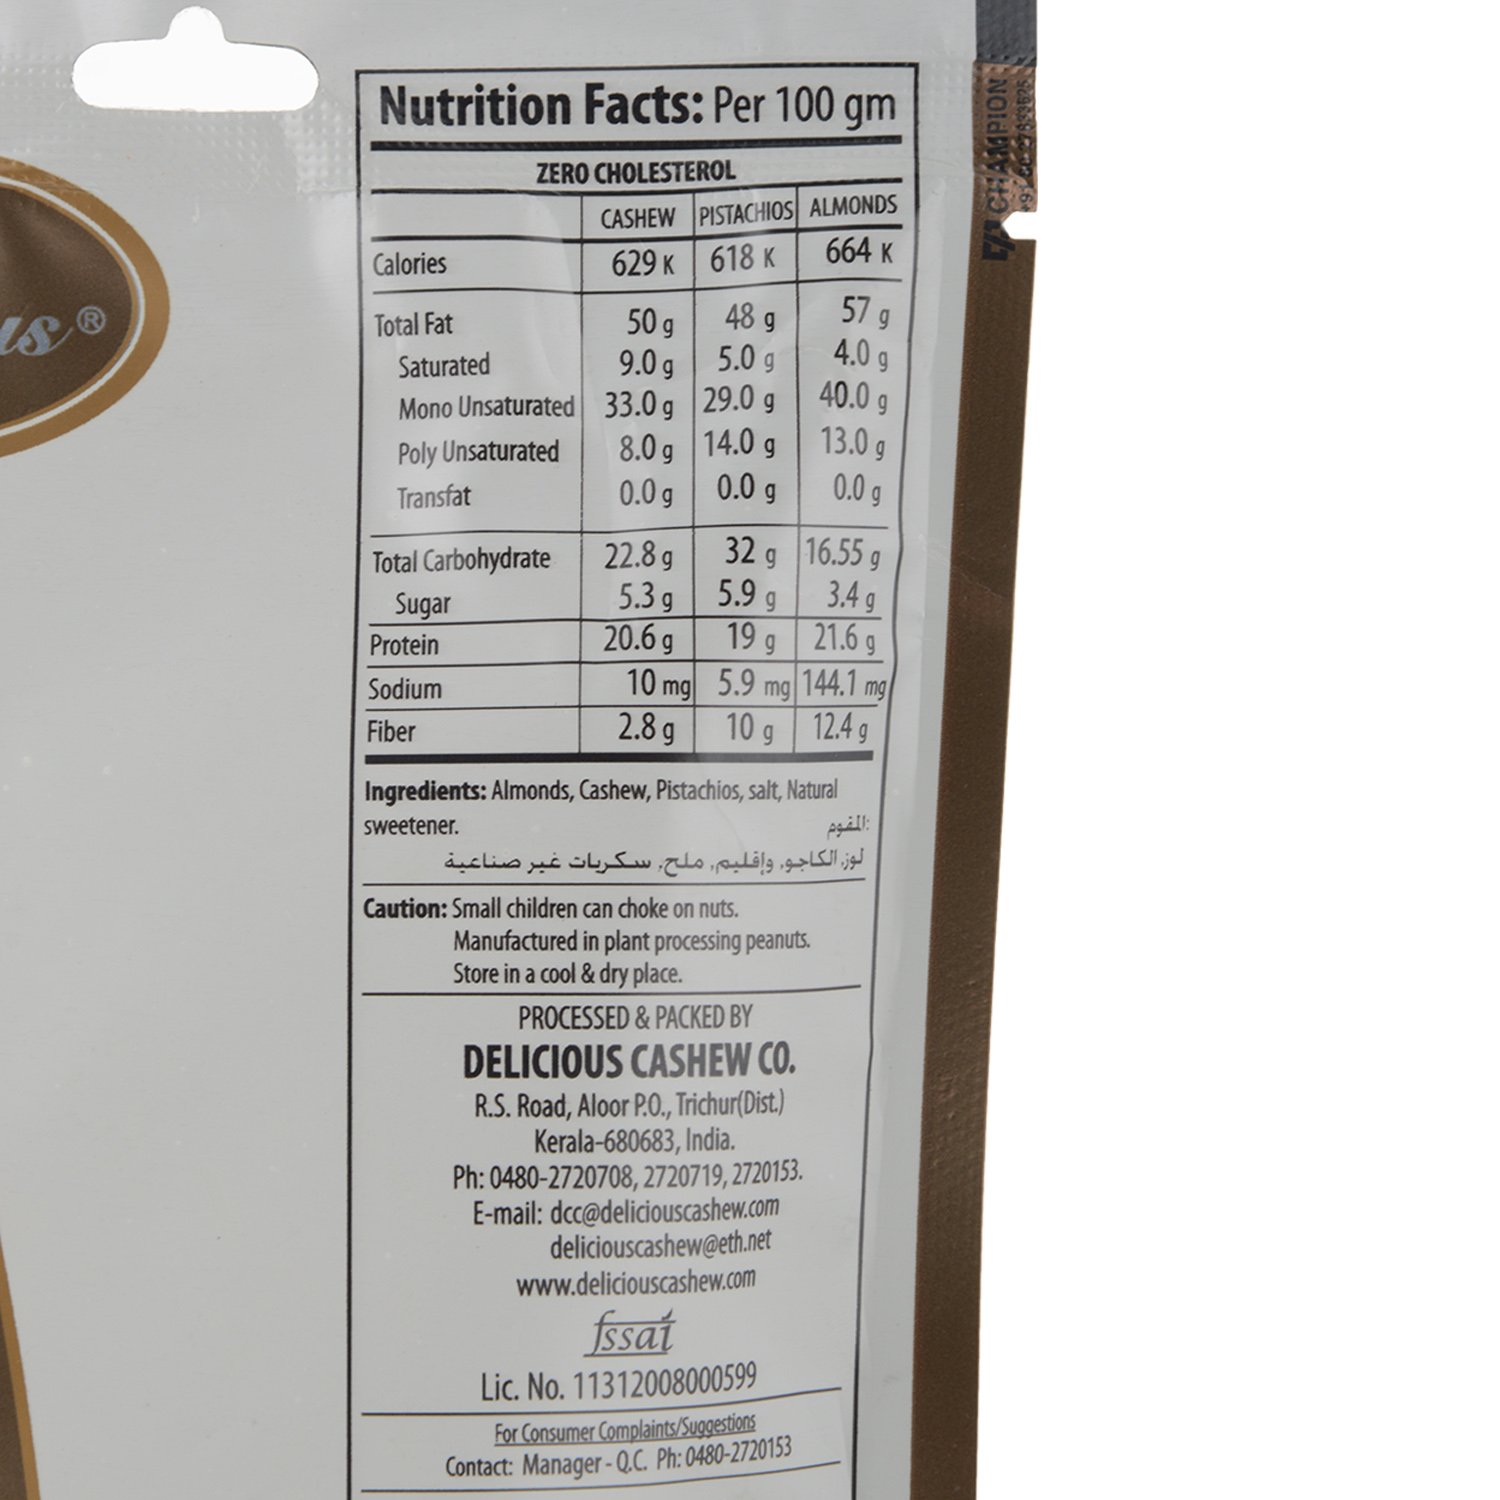 us®
CHAMPION
Nutrition Facts: Per 100 gm
ZERO CHOLESTEROL
CASHEW PISTACHIOS ALMONDS
Calories 629 K 618 K 664 K
Total Fat 50 g 48 g 57 g
Saturated 9.0 g 5.0 g 4.0 g
Mono Unsaturated 33.0 g 29.0 g 40.0 g
Poly Unsaturated 8.0 g 14.0 g 13.0 g
Transfat 0.0 g 0.0 g 0.0 g
Total Carbohydrate 22.8 g 32 g 16.55 g
Sugar 5.3 g 5.9 g 3.4 g
Protein 20.6 g 19 g 21.6 g
Sodium 10 mg 5.9 mg 144.1 mg
Fiber 2.8 g 10 g 12.4 g
Ingredients: Almonds, Cashew, Pistachios, salt, Natural
sweetener. المقوم:
لوز, الكاجو, وإقليم, ملح, سكريات غير صناعية
Caution: Small children can choke on nuts.
Manufactured in plant processing peanuts.
Store in a cool & dry place.
PROCESSED & PACKED BY
DELICIOUS CASHEW CO.
R.S. Road, Aloor P.O., Trichur(Dist.)
Kerala-680683, India.
Ph: 0480-2720708, 2720719, 2720153.
E-mail: dcc@deliciouscashew.com
deliciouscashew@eth.net
www.deliciouscashew.com
fssai
Lic. No. 11312008000599
For Consumer Complaints/Suggestions
Contact: Manager - Q.C. Ph: 0480-2720153